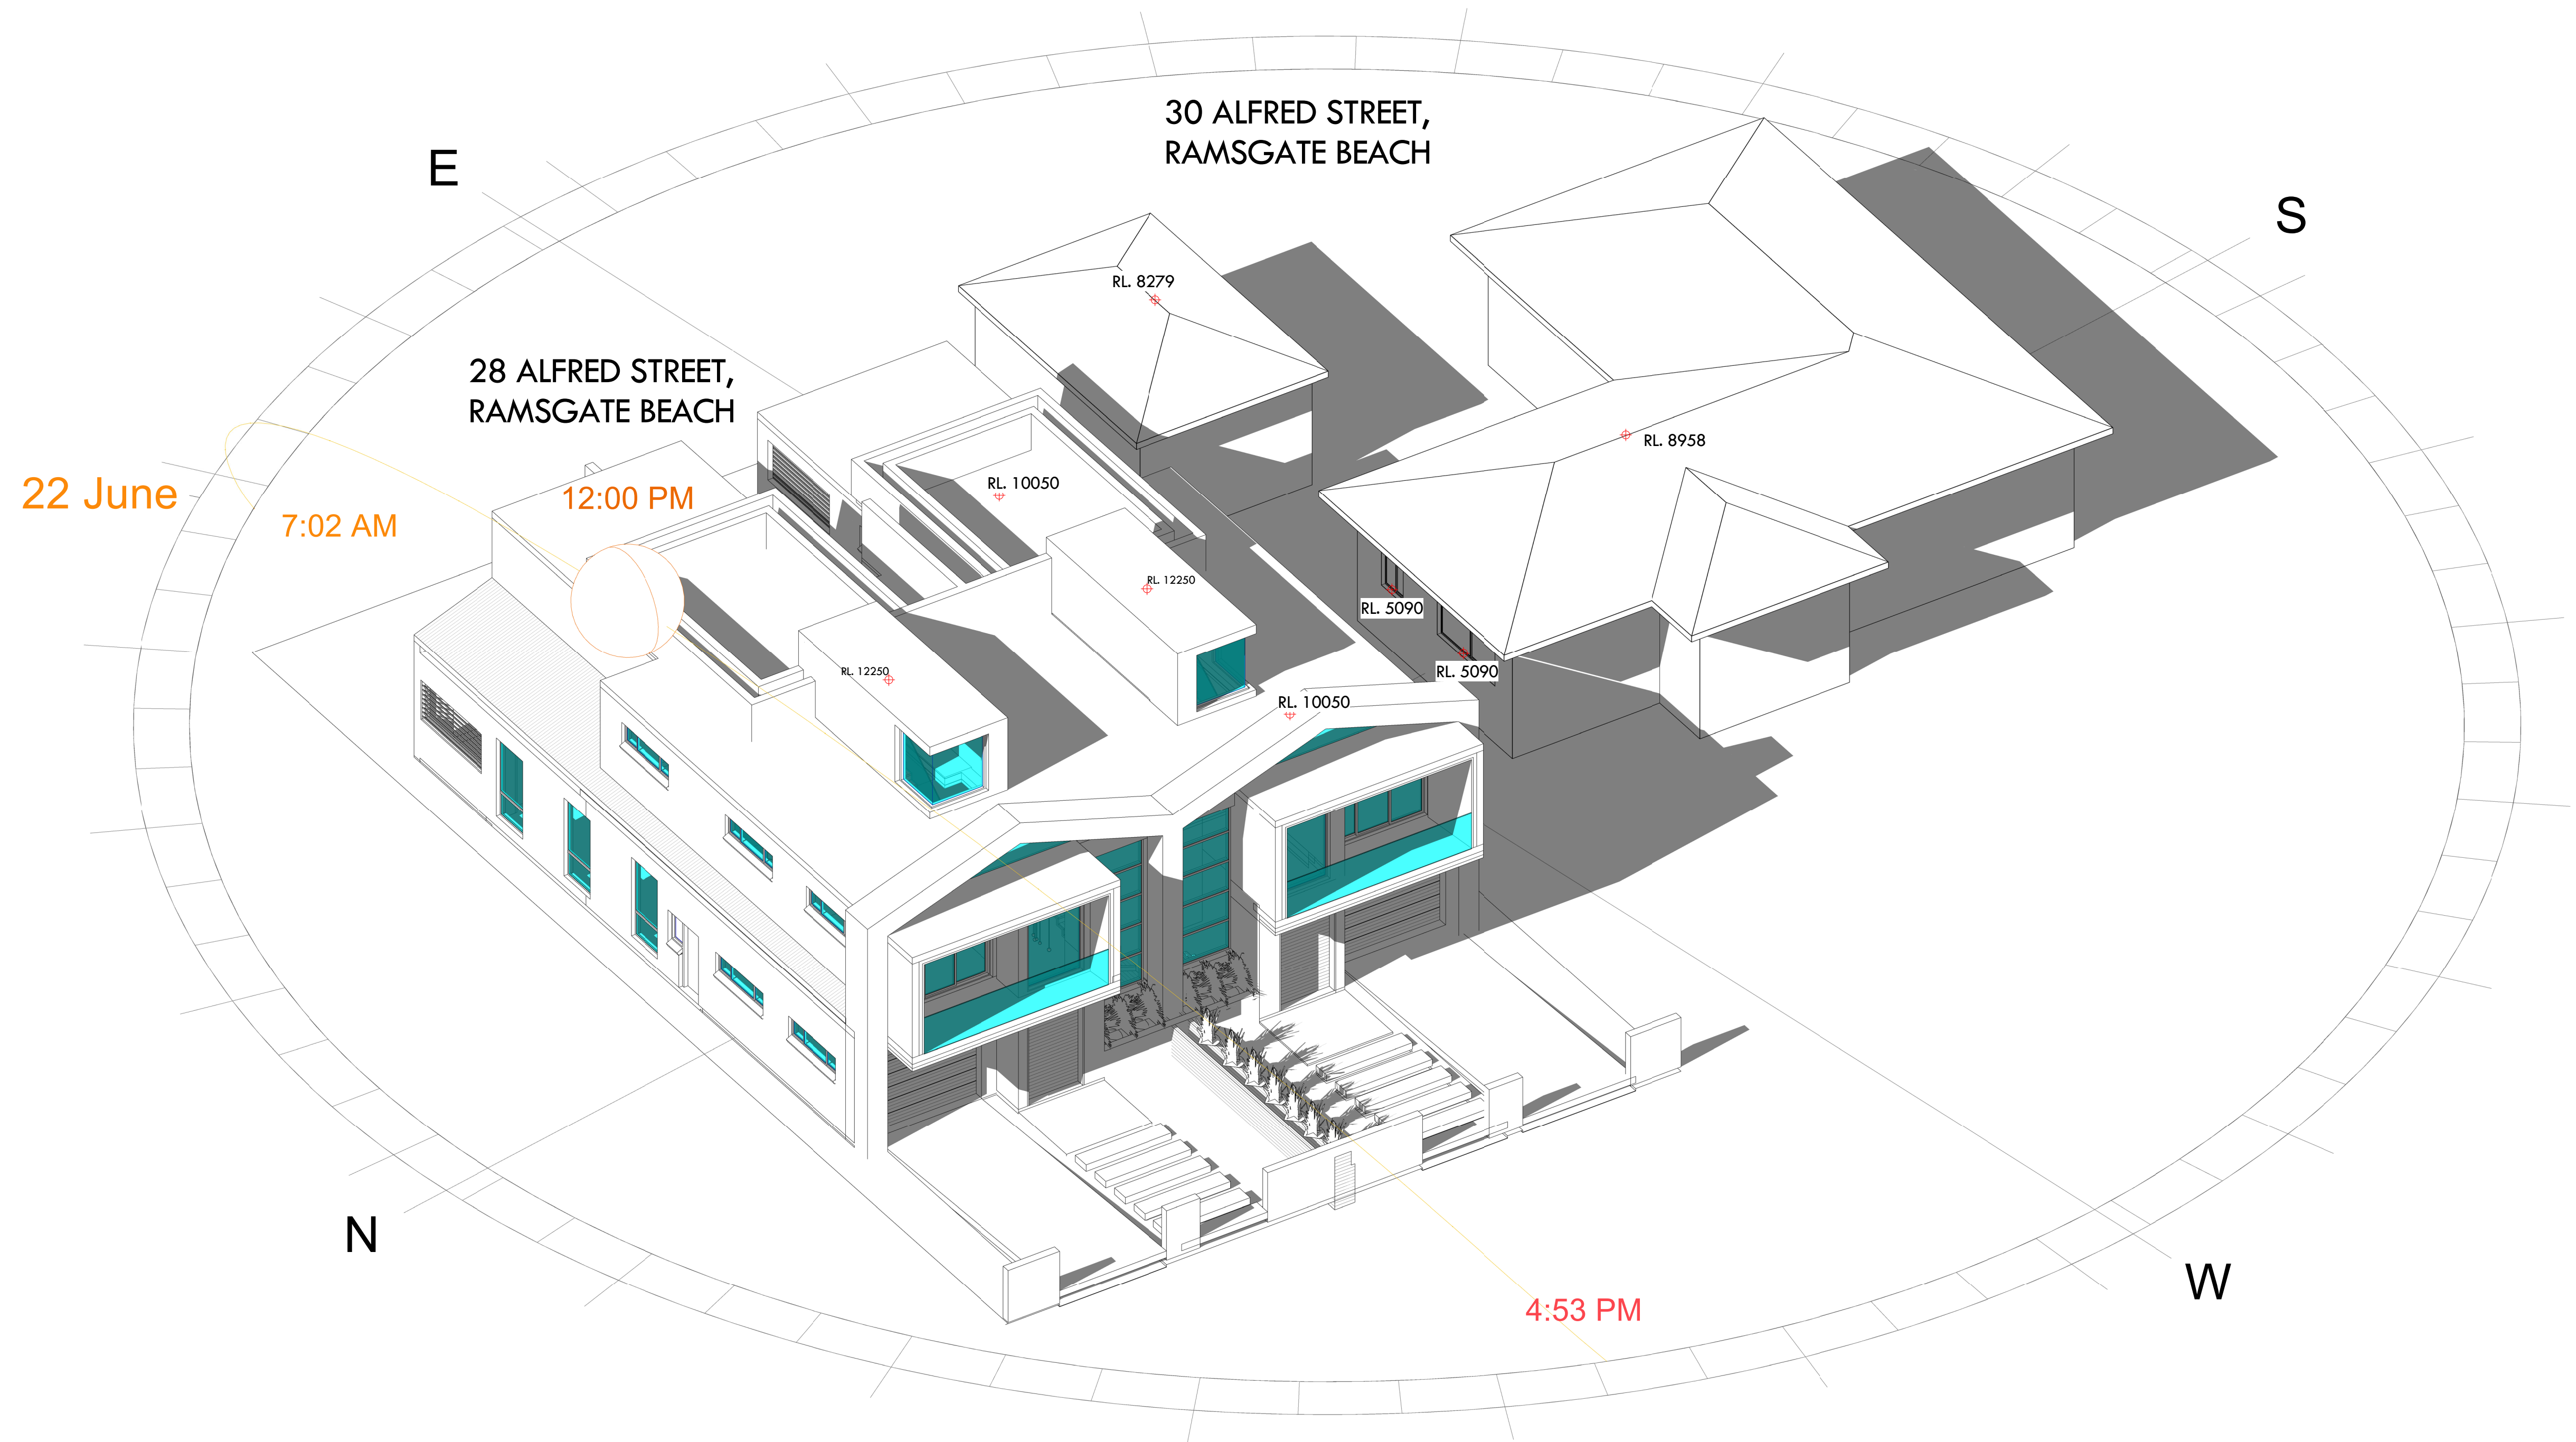 30 ALFRED STREET,
RAMSGATE BEACH
E
S
RL. 8279
28 ALFRED STREET,
RAMSGATE BEACH
RL. 8958
22 June
7:02 AM
12:00 PM
RL. 10050
RL. 12250
RL. 5090
RL. 5090
RL. 12250
RL. 10050
N
W
4:53 PM